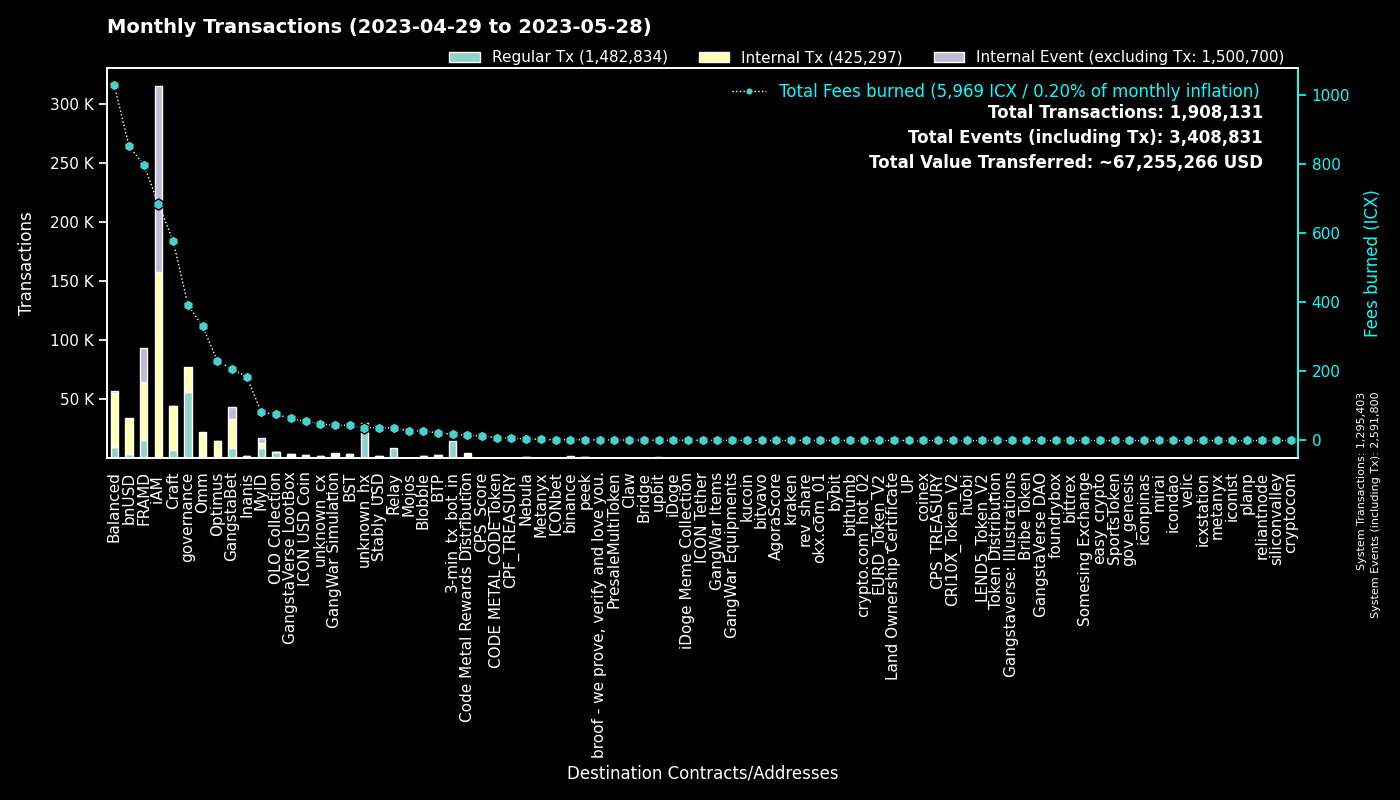 Monthly Transactions (2023-04-29 to 2023-05-28)
Regular Tx (1,482,834)
Internal Tx (425,297)
Internal Event (excluding Tx: 1,500,700)
Total Fees burned (5,969 ICX / 0.20% of monthly inflation)
Total Transactions: 1,908,131
Total Events (including Tx): 3,408,831
Total Value Transferred: ~67,255,266 USD
Transactions
300 K
250 K
200 K
150 K
100 K
50 K
1000
800
600
400
200
0
Fees burned (ICX)
System Transactions: 1,295,403
System Events (including Tx): 2,591,800
Balanced
bnUSD
FRAMD
iAM
Craft
governance
Omm
Optimus
GangstaBet
Inanis
MyID
OLO Collection
GangstaVerse LootBox
ICON USD Coin
unknown_cx
GangWar Simulation
BST
unknown_hx
Stably_USD
Relay
Mojos
Blobble
BTP
3-min_tx_bot_in
Code Metal Rewards Distribution
CPS_Score
CODE METAL_CODE_Token
CPF_TREASURY
Nebula
Metanyx
ICONbet
binance
peek
broof - we prove, verify and love you.
PresaleMultiToken
Claw
Bridge
upbit
iDoge
iDoge Meme Collection
ICON_Tether
GangWar Items
GangWar Equipments
kucoin
bitvavo
AgoraScore
kraken
rev_share
okx.com_01
bybit
bithumb
crypto.com_hot_02
EURD_Token_V2
Land Ownership Certificate
UP
coinex
CPS_TREASURY
CRI10X_Token_V2
huobi
LEND5_Token_V2
Token_Distribution
Gangstaverse: Illustrations
Bribe Token
GangstaVerse DAO
foundrybox
bittrex
Somesing Exchange
easy_crypto
SportsToken
gov_genesis
iconpinas
mirai
icondao
velic
icxstation
metanyx
iconist
planp
reliantnode
siliconvalley
cryptocom
Destination Contracts/Addresses